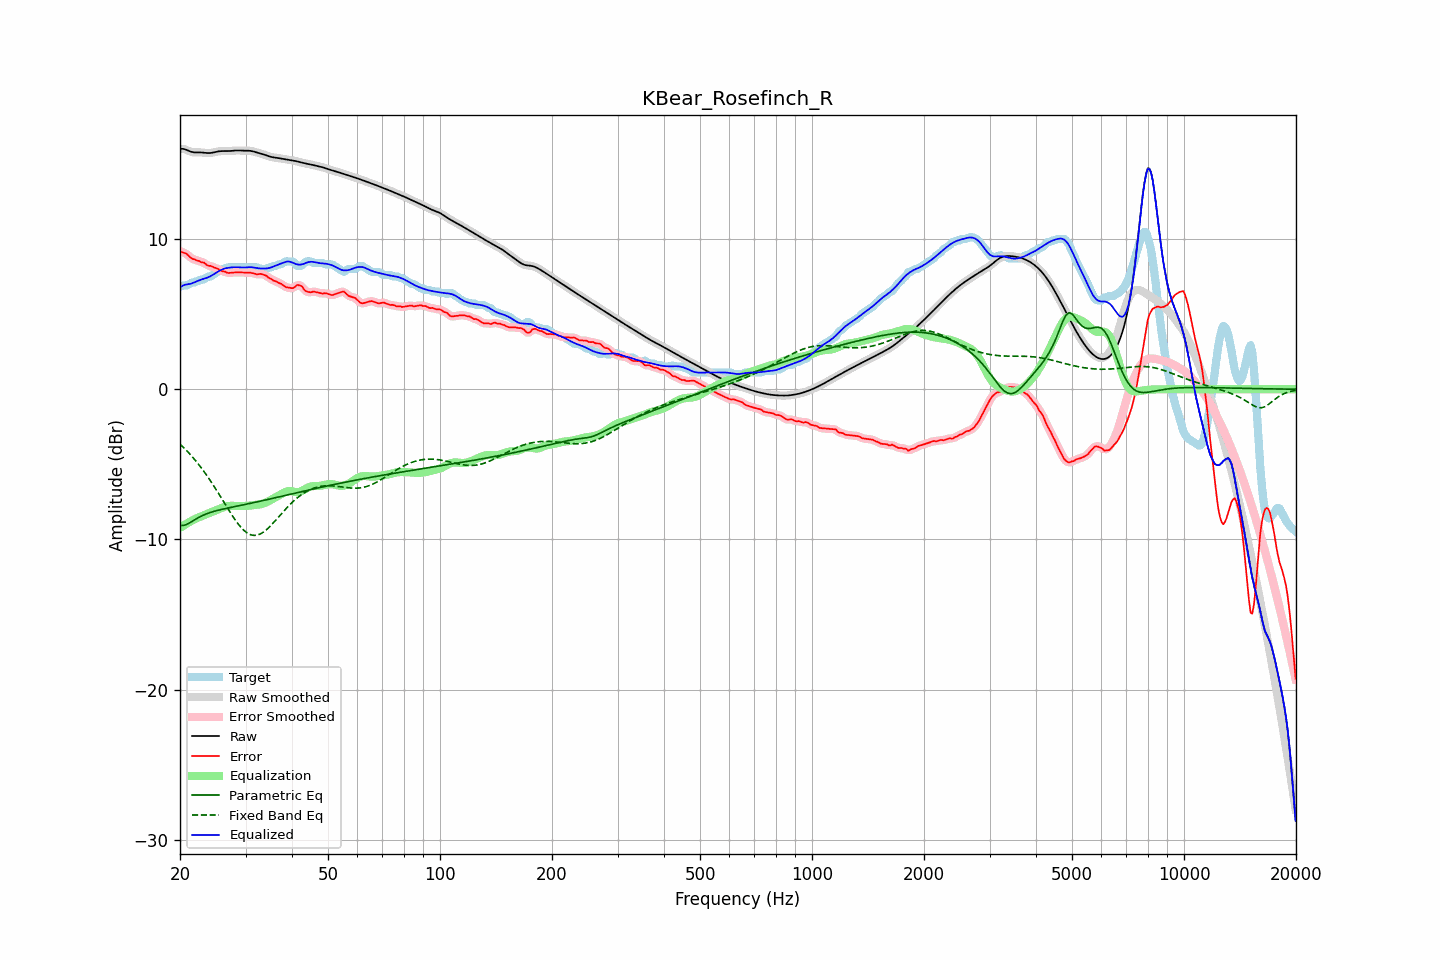 KBear_Rosefinch_R
Amplitude (dBr)
10
0
−10
−20
−30
Target
Raw Smoothed
Error Smoothed
Raw
Error
Equalization
Parametric Eq
Fixed Band Eq
Equalized
20 50 100 200 500 1000 2000 5000 10000 20000
Frequency (Hz)